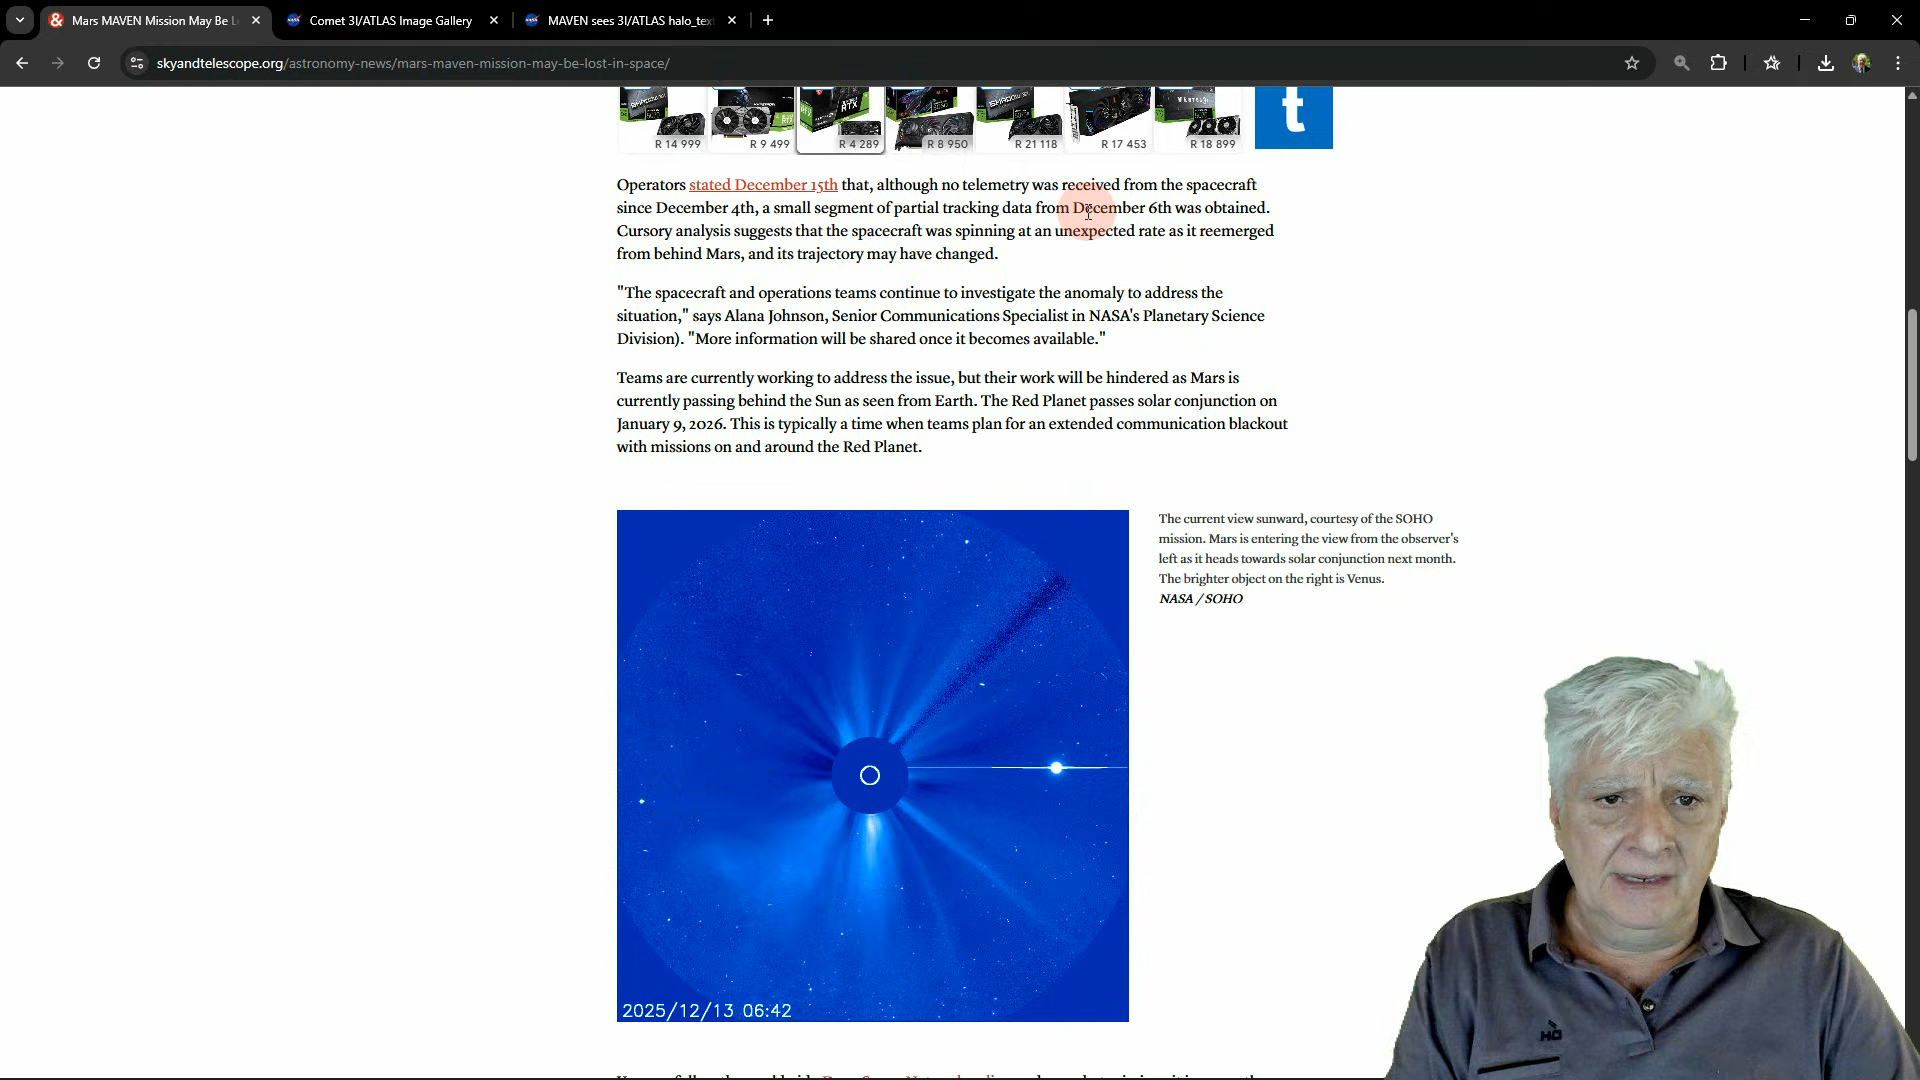 Mars MAVEN Mission May Be L
Comet 3I/ATLAS Image Gallery
MAVEN sees 3I/ATLAS halo_text
skyandtelescope.org/astronomy-news/mars-maven-mission-may-be-lost-in-space/
R 14 999
R 9 499
R 4 289
R 8 950
R 21 118
R 17 453
R 18 899
t
Operators stated December 15th that, although no telemetry was received from the spacecraft
since December 4th, a small segment of partial tracking data from December 6th was obtained.
Cursory analysis suggests that the spacecraft was spinning at an unexpected rate as it reemerged
from behind Mars, and its trajectory may have changed.
"The spacecraft and operations teams continue to investigate the anomaly to address the
situation," says Alana Johnson, Senior Communications Specialist in NASA's Planetary Science
Division). "More information will be shared once it becomes available."
Teams are currently working to address the issue, but their work will be hindered as Mars is
currently passing behind the Sun as seen from Earth. The Red Planet passes solar conjunction on
January 9, 2026. This is typically a time when teams plan for an extended communication blackout
with missions on and around the Red Planet.
The current view sunward, courtesy of the SOHO
mission. Mars is entering the view from the observer's
left as it heads towards solar conjunction next month.
The brighter object on the right is Venus.
NASA / SOHO
2025/12/13 06:42